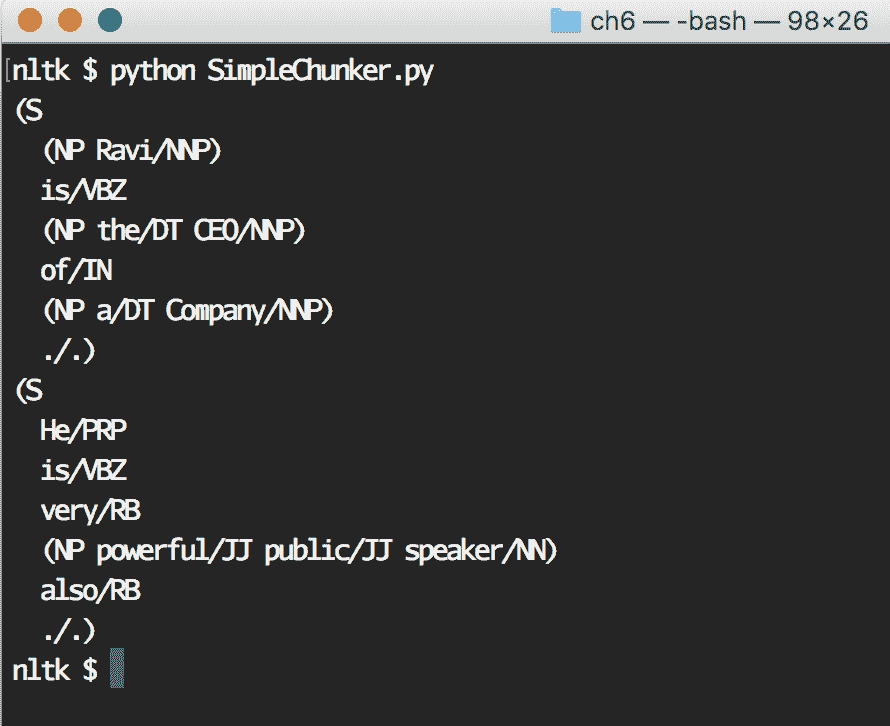 ch6 — -bash — 98×26
[nltk $ python SimpleChunker.py
(S
  (NP Ravi/NNP)
  is/VBZ
  (NP the/DT CEO/NNP)
  of/IN
  (NP a/DT Company/NNP)
  ./.)
(S
  He/PRP
  is/VBZ
  very/RB
  (NP powerful/JJ public/JJ speaker/NN)
  also/RB
  ./.)
nltk $